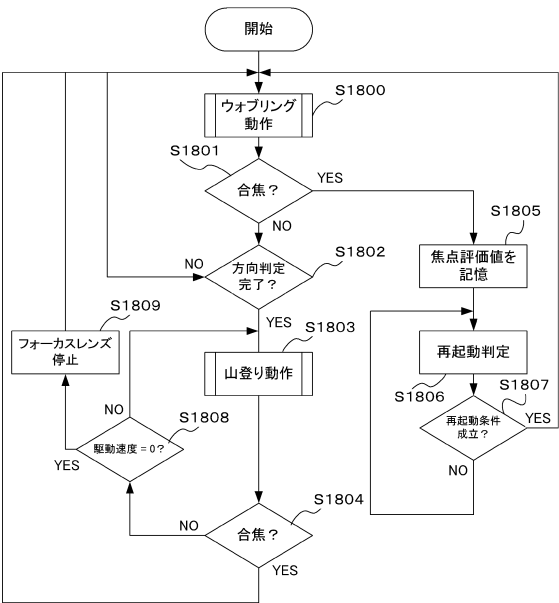 開始
S1800
ウォブリング
動作
S1801
合焦？
YES
NO
S1805
焦点評価値を
記憶
S1802
NO
方向判定
完了？
YES
S1809
フォーカスレンズ
停止
S1803
山登り動作
再起動判定
S1806
S1807
再起動条件
成立？
YES
NO
NO
S1808
駆動速度＝0？
YES
S1804
NO
合焦？
YES